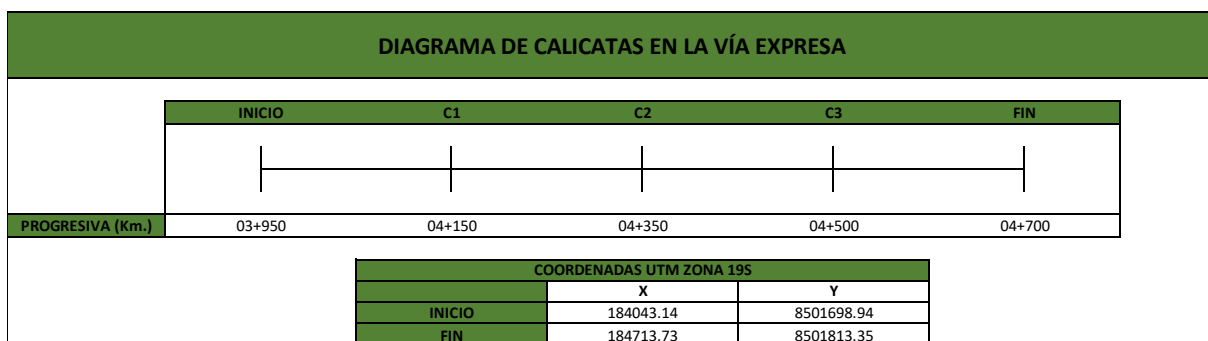 DIAGRAMA DE CALICATAS EN LA VÍA EXPRESA
INICIO C1 C2 C3 FIN
PROGRESIVA (Km.) 03+950 04+150 04+350 04+500 04+700
COORDENADAS UTM ZONA 19S
X Y
INICIO 184043.14 8501698.94
FIN 184713.73 8501813.35